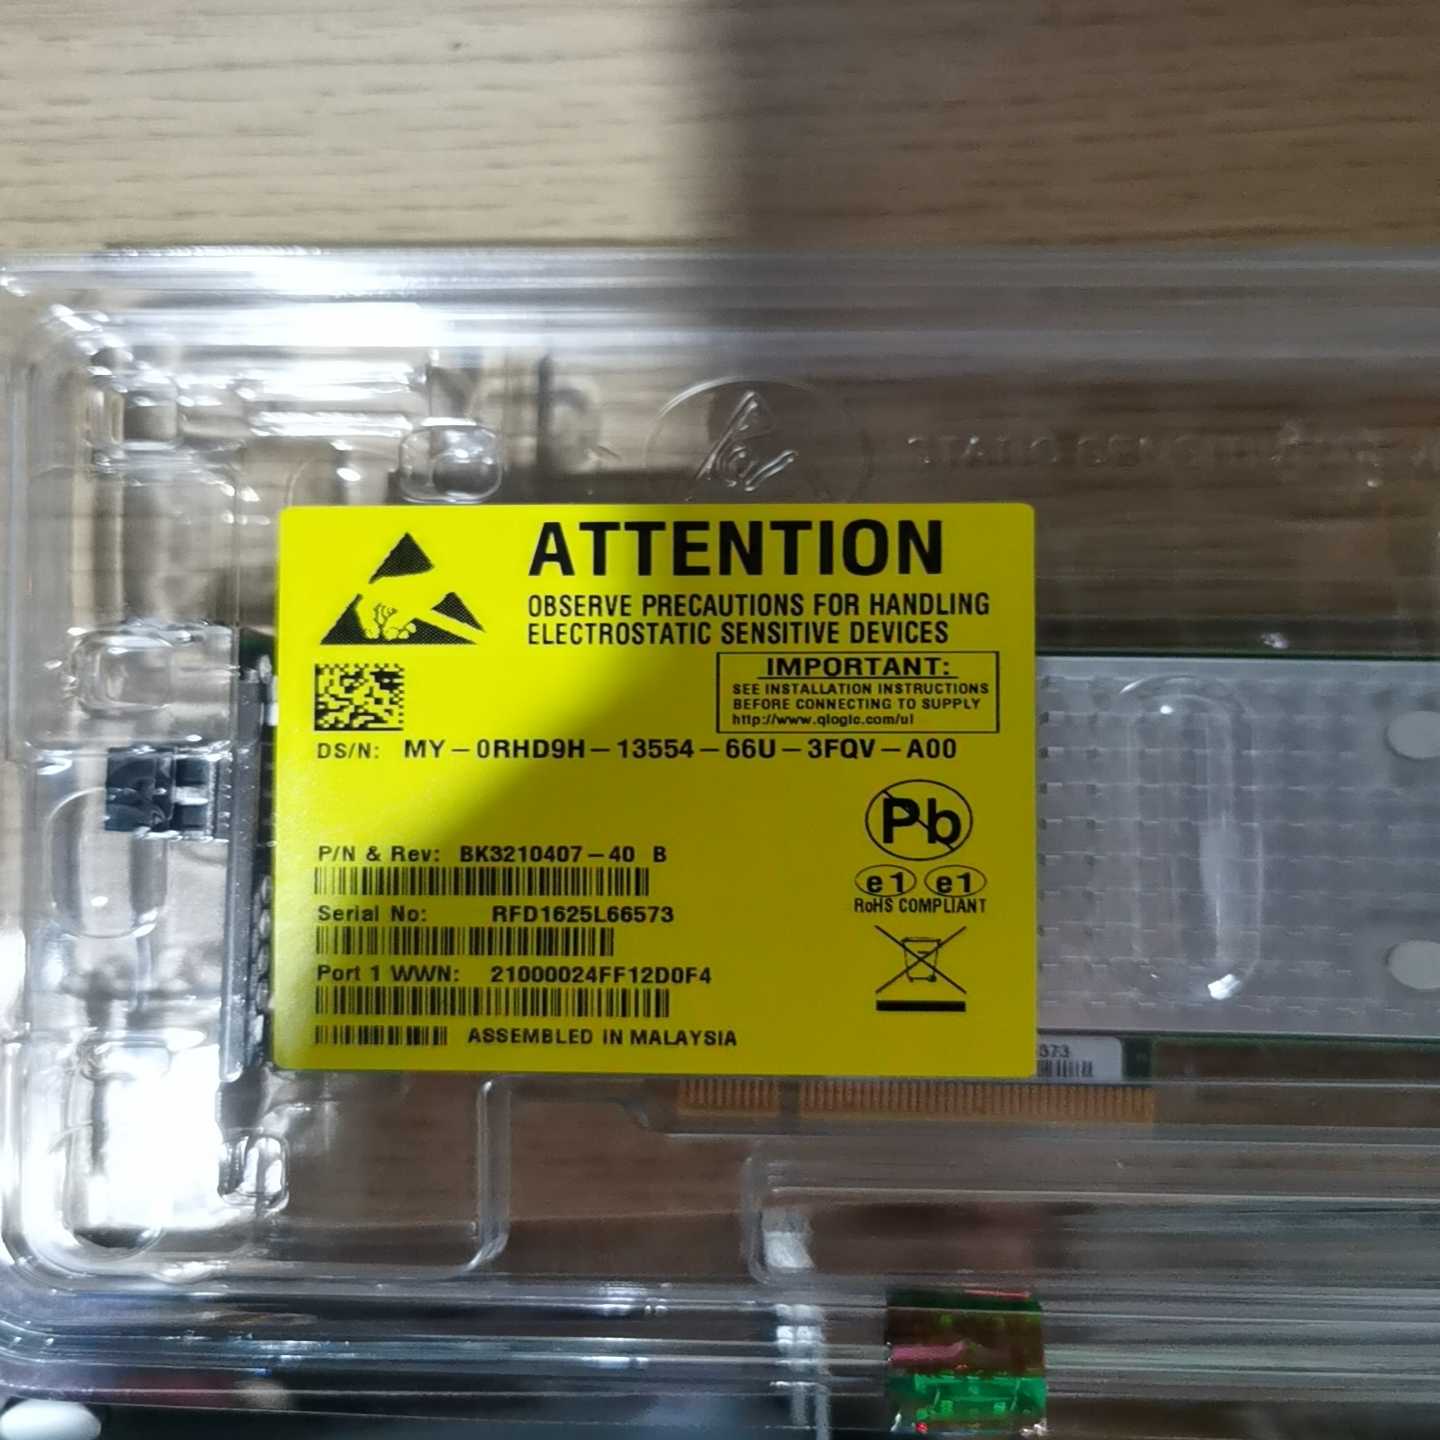 ATTENTION
OBSERVE PRECAUTIONS FOR HANDLING
ELECTROSTATIC SENSITIVE DEVICES
IMPORTANT:
SEE INSTALLATION INSTRUCTIONS
BEFORE CONNECTING TO SUPPLY
http://www.qlogic.com/ul
DS/N: MY-0RHD9H-13554-66U-3FQV-A00
Pb
P/N & Rev: BK3210407-40 B
e1 e1
RoHS COMPLIANT
Serial No: RFD1625L66573
Port 1 WWN: 21000024FF12D0F4
ASSEMBLED IN MALAYSIA